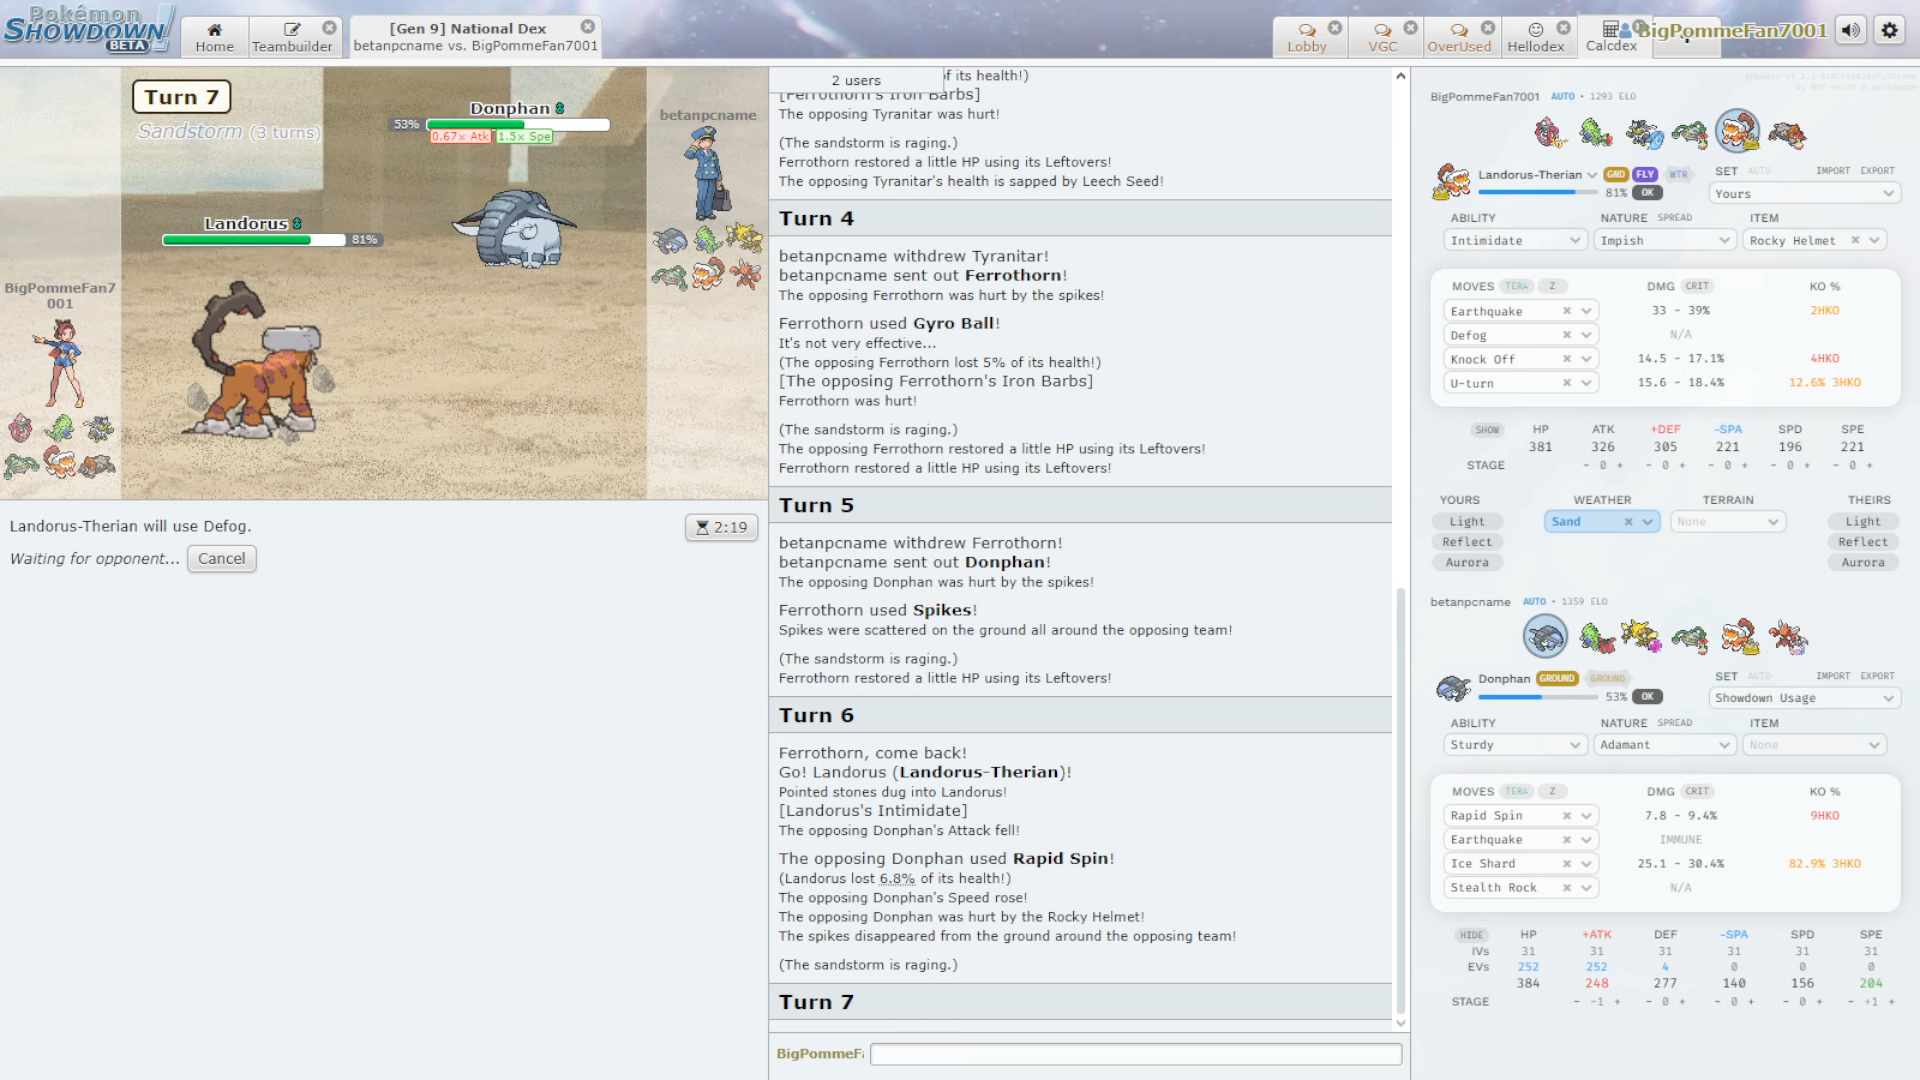 Pokémon
SHOWDOWN!
BETA
Home
Teambuilder
[Gen 9] National Dex
betanpcname vs. BigPommeFan7001
Lobby
VGC
OverUsed
Hellodex
Calcdex
BigPommeFan7001
Turn 7
Sandstorm (3 turns)
Donphan
53%
0.67× Atk
1.5× Spe
Landorus
81%
BigPommeFan7
001
betanpcname
Landorus-Therian will use Defog.
2:19
Waiting for opponent...
Cancel
2 users
f its health!)
[Ferrothorn's Iron Barbs]
The opposing Tyranitar was hurt!
(The sandstorm is raging.)
Ferrothorn restored a little HP using its Leftovers!
The opposing Tyranitar's health is sapped by Leech Seed!
Turn 4
betanpcname withdrew Tyranitar!
betanpcname sent out Ferrothorn!
The opposing Ferrothorn was hurt by the spikes!
Ferrothorn used Gyro Ball!
It's not very effective...
(The opposing Ferrothorn lost 5% of its health!)
[The opposing Ferrothorn's Iron Barbs]
Ferrothorn was hurt!
(The sandstorm is raging.)
The opposing Ferrothorn restored a little HP using its Leftovers!
Ferrothorn restored a little HP using its Leftovers!
Turn 5
betanpcname withdrew Ferrothorn!
betanpcname sent out Donphan!
The opposing Donphan was hurt by the spikes!
Ferrothorn used Spikes!
Spikes were scattered on the ground all around the opposing team!
(The sandstorm is raging.)
Ferrothorn restored a little HP using its Leftovers!
Turn 6
Ferrothorn, come back!
Go! Landorus (Landorus-Therian)!
Pointed stones dug into Landorus!
[Landorus's Intimidate]
The opposing Donphan's Attack fell!
The opposing Donphan used Rapid Spin!
(Landorus lost 6.8% of its health!)
The opposing Donphan's Speed rose!
The opposing Donphan was hurt by the Rocky Helmet!
The spikes disappeared from the ground around the opposing team!
(The sandstorm is raging.)
Turn 7
BigPommeF
BigPommeFan7001 AUTO • 1293 ELO
Landorus-Therian GND FLY WTR
81% OK
SET AUTO IMPORT EXPORT
Yours
ABILITY NATURE SPREAD ITEM
Intimidate Impish Rocky Helmet
MOVES TERA Z DMG CRIT KO %
Earthquake 33 - 39% 2HKO
Defog N/A
Knock Off 14.5 - 17.1% 4HKO
U-turn 15.6 - 18.4% 12.6% 3HKO
SHOW HP ATK +DEF -SPA SPD SPE
381 326 305 221 196 221
STAGE - 0 + - 0 + - 0 + - 0 + - 0 +
YOURS WEATHER TERRAIN THEIRS
Light Sand None Light
Reflect Reflect
Aurora Aurora
betanpcname AUTO • 1359 ELO
Donphan GROUND GROUND
53% OK
SET AUTO IMPORT EXPORT
Showdown Usage
ABILITY NATURE SPREAD ITEM
Sturdy Adamant None
MOVES TERA Z DMG CRIT KO %
Rapid Spin 7.8 - 9.4% 9HKO
Earthquake IMMUNE
Ice Shard 25.1 - 30.4% 82.9% 3HKO
Stealth Rock N/A
HIDE HP +ATK DEF -SPA SPD SPE
IVs 31 31 31 31 31 31
EVs 252 252 4 0 0 0
384 248 277 140 156 204
STAGE - -1 + - 0 + - 0 + - 0 + - +1 +